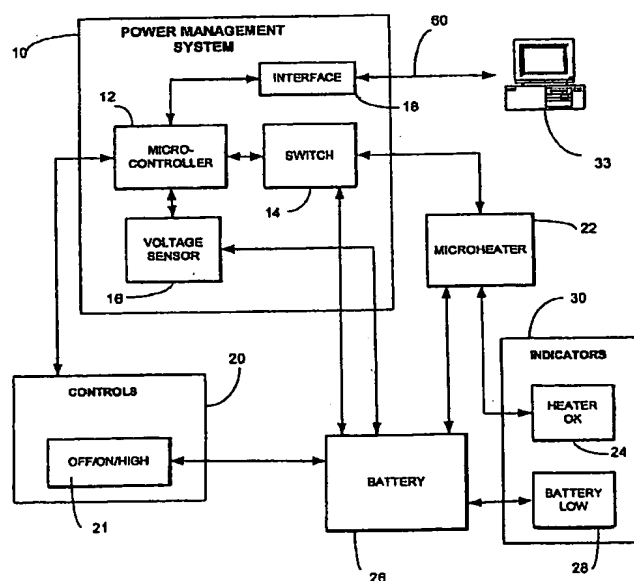 POWER MANAGEMENT
SYSTEM
10
60
INTERFACE
18
33
12
MICRO-
CONTROLLER
SWITCH
14
VOLTAGE
SENSOR
16
22
MICROHEATER
30
INDICATORS
HEATER
OK
24
BATTERY
LOW
28
20
CONTROLS
OFF/ON/HIGH
21
BATTERY
26